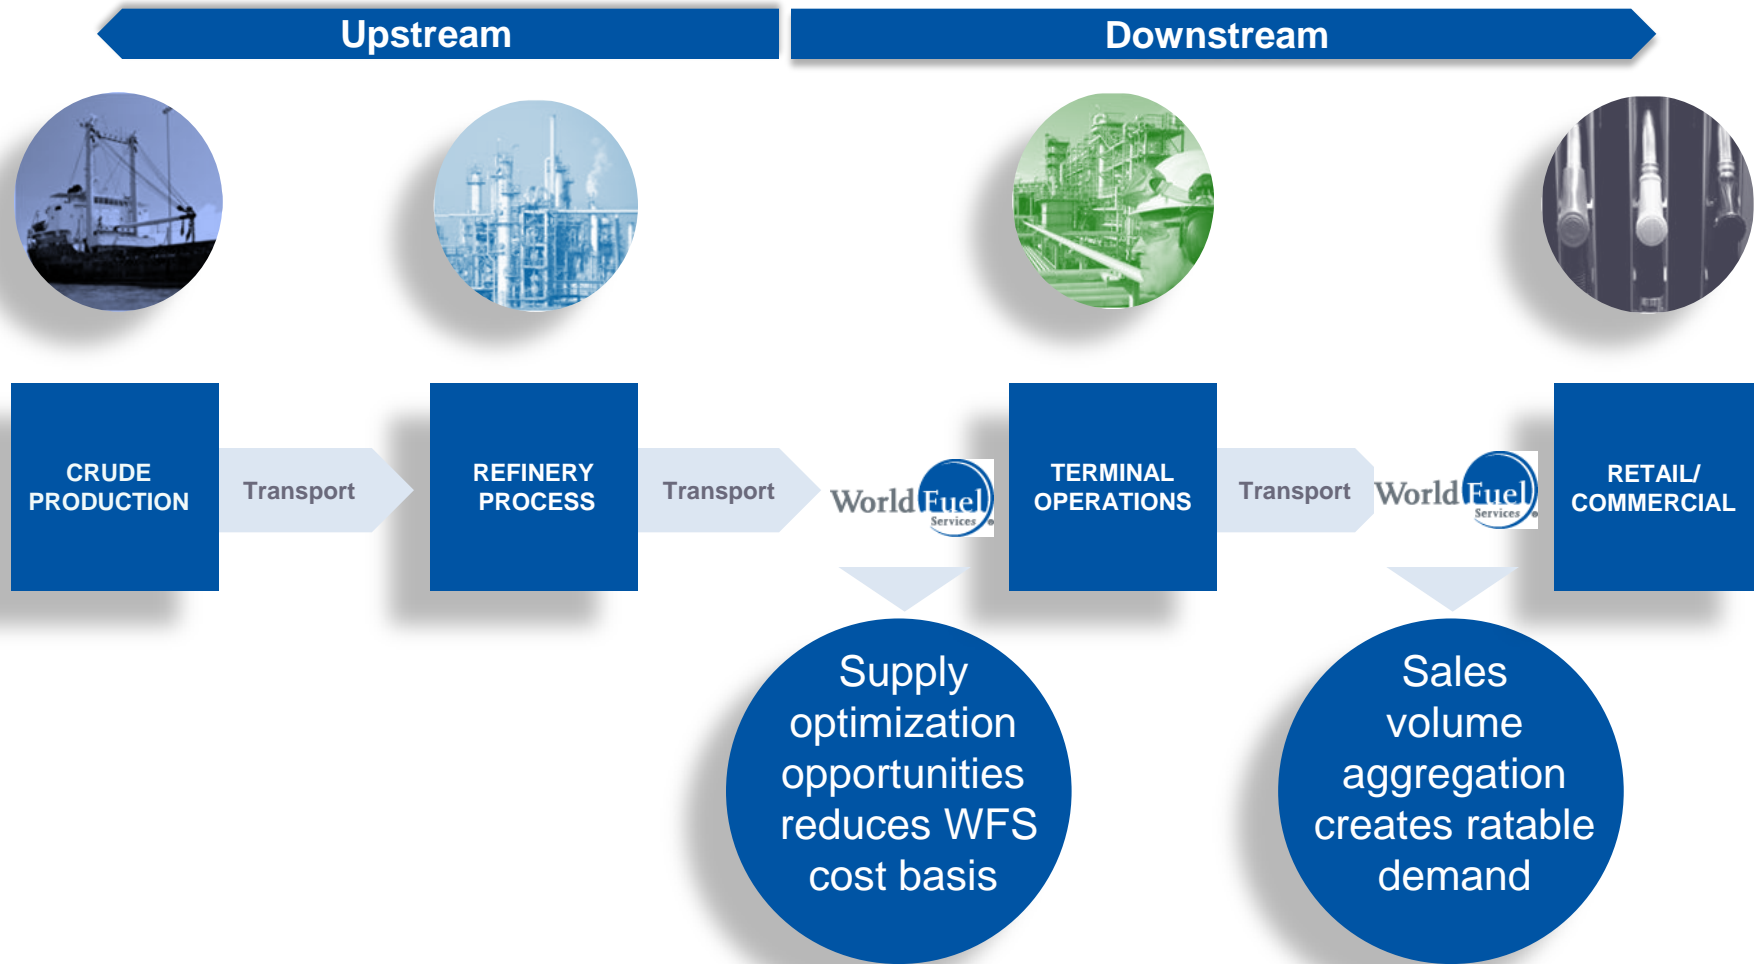 Upstream
Downstream
CRUDE
PRODUCTION
Transport
REFINERY
PROCESS
Transport
World Fuel
Services
TERMINAL
OPERATIONS
Transport
World Fuel
Services
RETAIL/
COMMERCIAL
Supply
optimization
opportunities
reduces WFS
cost basis
Sales
volume
aggregation
creates ratable
demand